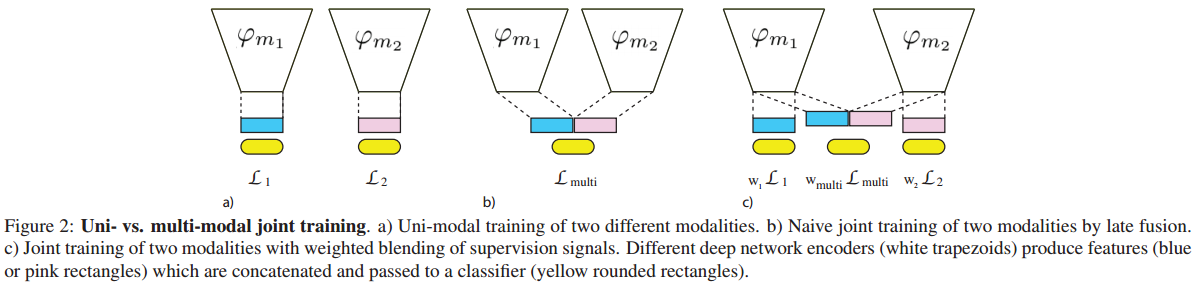 φm1 φm2 φm1 φm2 φm1 φm2
ℒ1 ℒ2 ℒmulti w1ℒ1 wmultiℒmulti w2ℒ2
a) b) c)
Figure 2: Uni- vs. multi-modal joint training. a) Uni-modal training of two different modalities. b) Naive joint training of two modalities by late fusion.
c) Joint training of two modalities with weighted blending of supervision signals. Different deep network encoders (white trapezoids) produce features (blue
or pink rectangles) which are concatenated and passed to a classifier (yellow rounded rectangles).